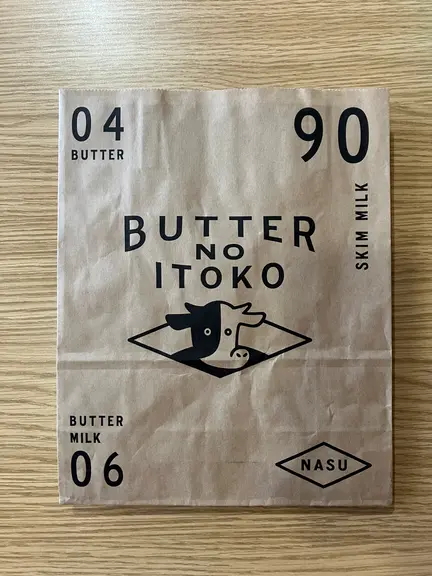 04
BUTTER
90
SKIM MILK
BUTTER
NO
ITOKO
BUTTER
MILK
06
NASU